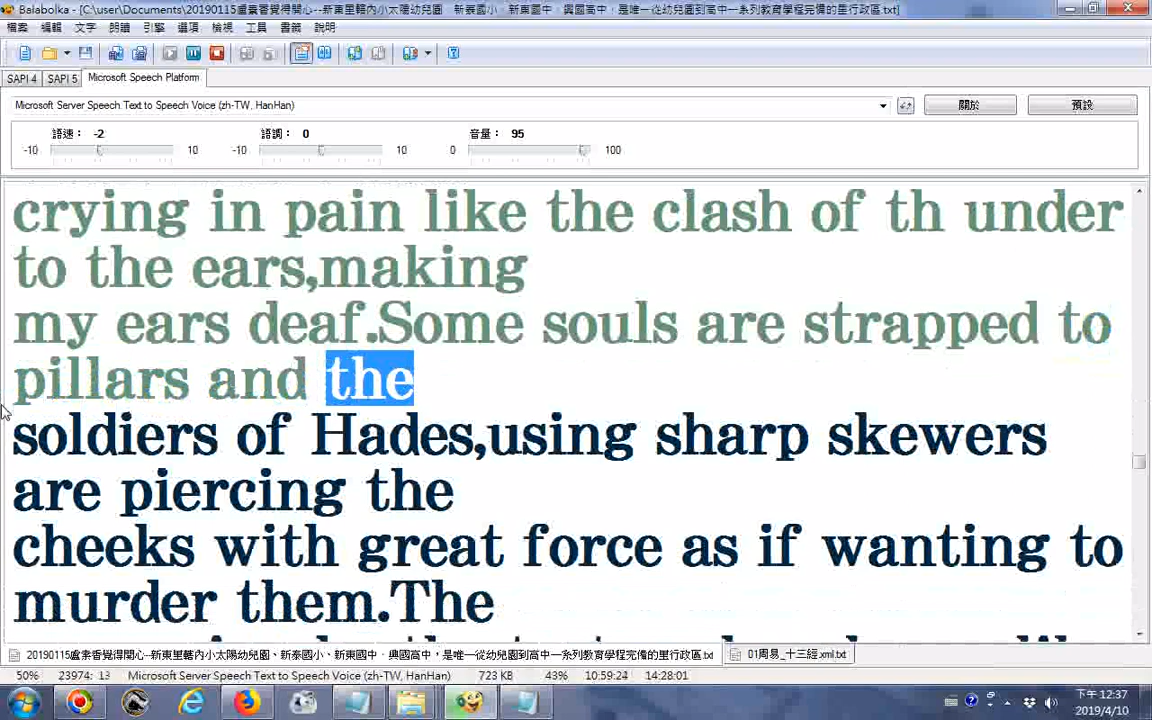 Balabolka - [C:\user\Documents\20190115盧素香覺得開心--新東里轄內小太陽幼兒園 新泰國小、新東國中、興國高中，是唯一從幼兒園到高中一系列教育學程完備的里行政區.txt]
檔案 編輯 文字 朗讀 引擎 選項 檢視 工具 書籤 說明
SAPI 4 SAPI 5 Microsoft Speech Platform
Microsoft Server Speech Text to Speech Voice (zh-TW, HanHan) 關於 預設
語速： -2 語調： 0 音量： 95
-10 10 -10 10 0 100
crying in pain like the clash of th under
to the ears,making
my ears deaf.Some souls are strapped to
pillars and the
soldiers of Hades,using sharp skewers
are piercing the
cheeks with great force as if wanting to
murder them.The
20190115盧素香覺得開心--新東里轄內小太陽幼兒園、新泰國小、新東國中‧興國高中，是唯一從幼兒園到高中一系列教育學程完備的里行政區.txt 01周易_十三經.xml.txt
50% 23974: 13 Microsoft Server Speech Text to Speech Voice (zh-TW, HanHan) 723 KB 43% 10:59:24 14:28:01
下午 12:37
2019/4/10